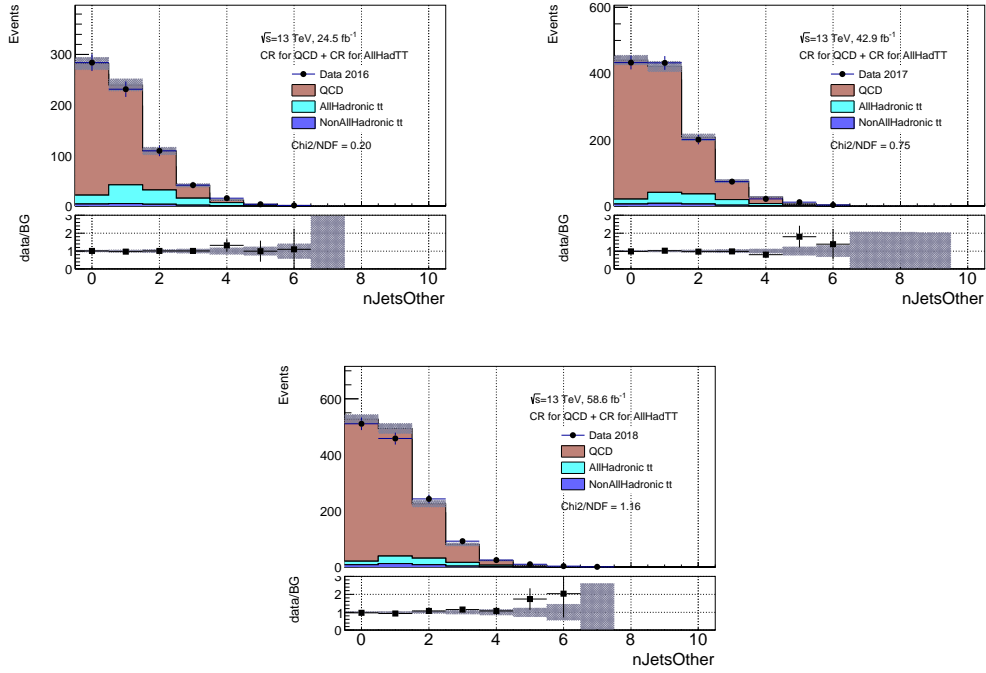 Events
√s=13 TeV, 24.5 fb⁻¹
CR for QCD + CR for AllHadTT
Data 2016
QCD
AllHadronic tt
NonAllHadronic tt
Chi2/NDF = 0.20
300
200
100
0
data/BG
3
2
1
0
0 2 4 6 8 10
nJetsOther
Events
√s=13 TeV, 42.9 fb⁻¹
CR for QCD + CR for AllHadTT
Data 2017
QCD
AllHadronic tt
NonAllHadronic tt
Chi2/NDF = 0.75
600
400
200
0
data/BG
3
2
1
0
0 2 4 6 8 10
nJetsOther
Events
√s=13 TeV, 58.6 fb⁻¹
CR for QCD + CR for AllHadTT
Data 2018
QCD
AllHadronic tt
NonAllHadronic tt
Chi2/NDF = 1.16
600
400
200
0
data/BG
3
2
1
0
0 2 4 6 8 10
nJetsOther